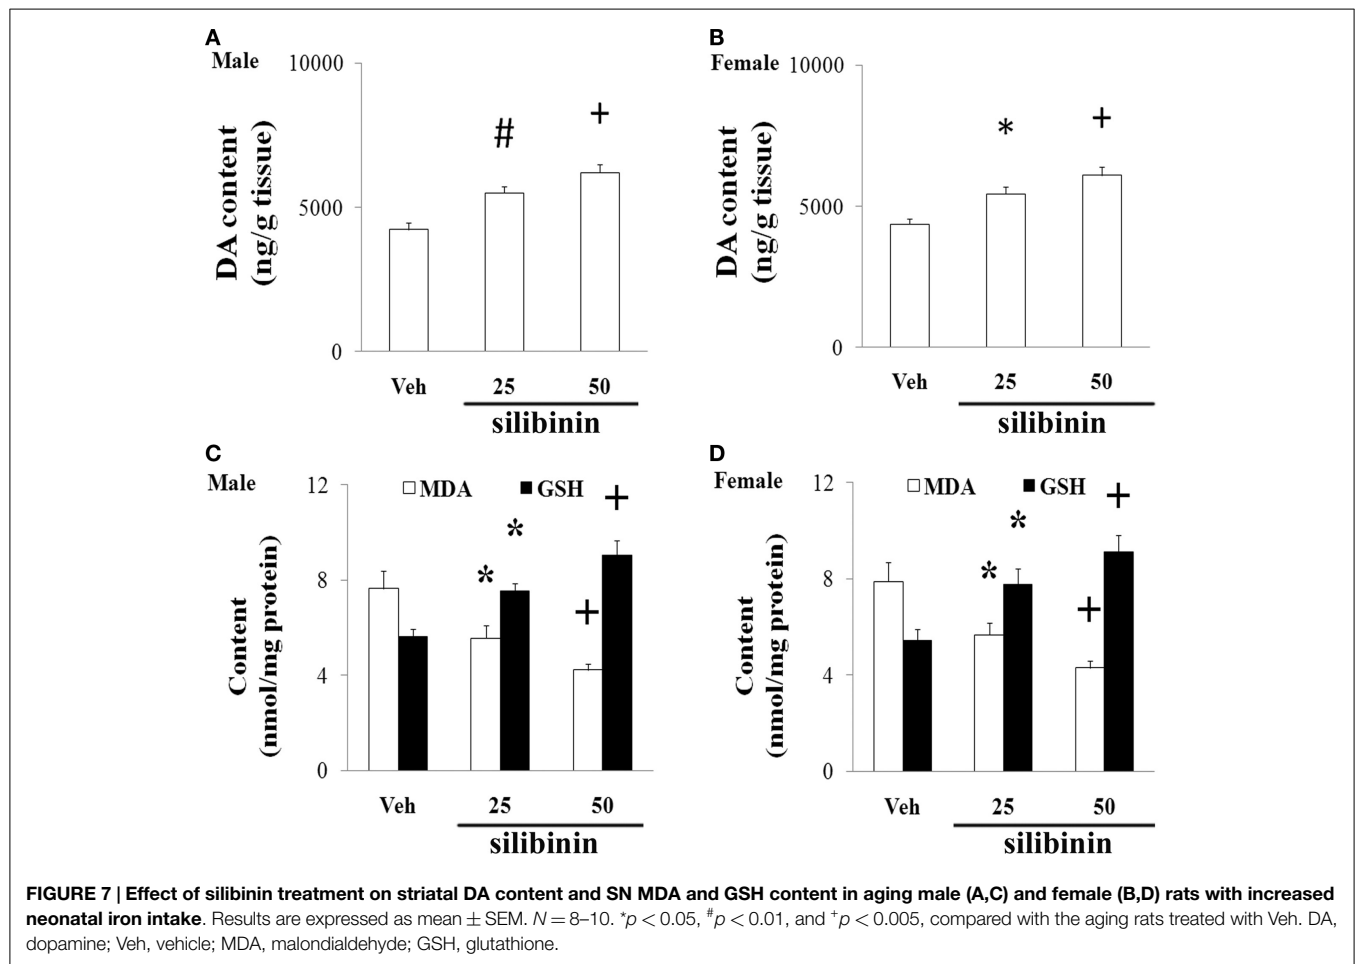 A
Male
10000
5000
0
DA content
(ng/g tissue)
#
+
Veh 25 50
silibinin
B
Female
10000
5000
0
DA content
(ng/g tissue)
*
+
Veh 25 50
silibinin
C
Male
12
8
4
0
Content
(nmol/mg protein)
MDA GSH
*
*
+
+
Veh 25 50
silibinin
D
Female
12
8
4
0
Content
(nmol/mg protein)
MDA GSH
*
*
+
+
Veh 25 50
silibinin
FIGURE 7 | Effect of silibinin treatment on striatal DA content and SN MDA and GSH content in aging male (A,C) and female (B,D) rats with increased
neonatal iron intake. Results are expressed as mean ± SEM. N = 8–10. *p < 0.05, #p < 0.01, and +p < 0.005, compared with the aging rats treated with Veh. DA,
dopamine; Veh, vehicle; MDA, malondialdehyde; GSH, glutathione.